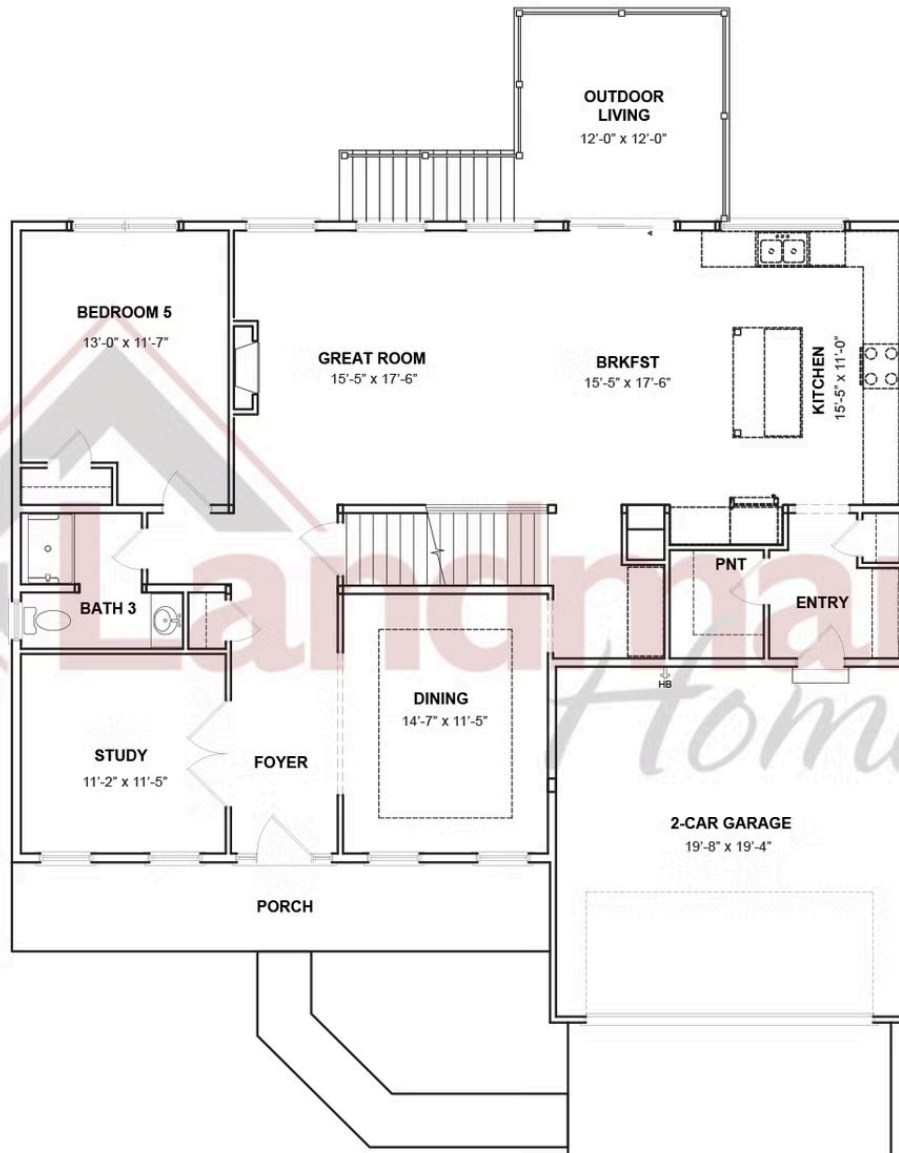 OUTDOOR
LIVING
12'-0" x 12'-0"
BEDROOM 5
13'-0" x 11'-7"
GREAT ROOM
15'-5" x 17'-6"
BRKFST
15'-5" x 17'-6"
KITCHEN
15'-5" x 11'-0"
PNT
BATH 3
ENTRY
HB
DINING
14'-7" x 11'-5"
STUDY
11'-2" x 11'-5"
FOYER
2-CAR GARAGE
19'-8" x 19'-4"
PORCH